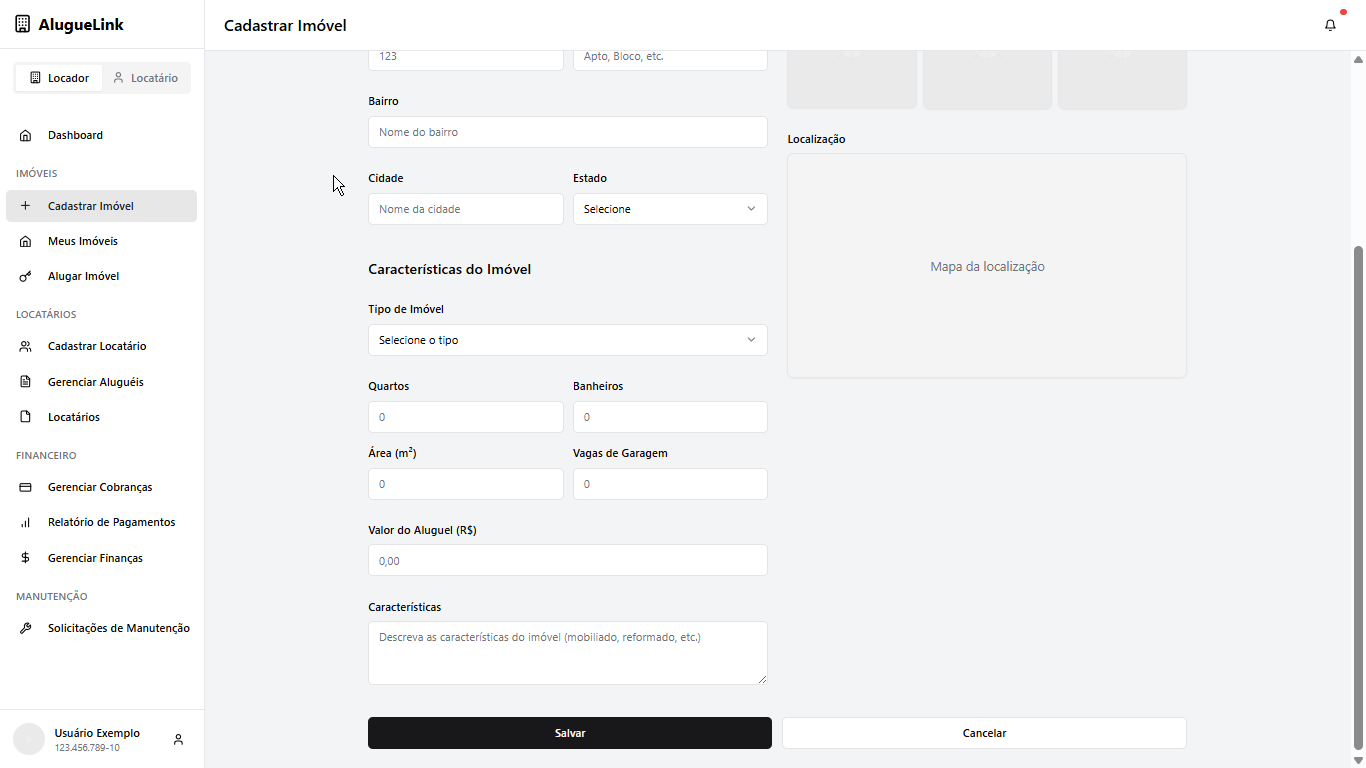 AlugueLink
Cadastrar Imóvel
Locador
Locatário
Dashboard
IMÓVEIS
Cadastrar Imóvel
Meus Imóveis
Alugar Imóvel
LOCATÁRIOS
Cadastrar Locatário
Gerenciar Aluguéis
Locatários
FINANCEIRO
Gerenciar Cobranças
Relatório de Pagamentos
Gerenciar Finanças
MANUTENÇÃO
Solicitações de Manutenção
Usuário Exemplo
123.456.789-10
123
Apto, Bloco, etc.
Bairro
Nome do bairro
Cidade
Estado
Nome da cidade
Selecione
Características do Imóvel
Tipo de Imóvel
Selecione o tipo
Quartos
Banheiros
0
0
Área (m²)
Vagas de Garagem
0
0
Valor do Aluguel (R$)
0,00
Características
Descreva as características do imóvel (mobiliado, reformado, etc.)
Localização
Mapa da localização
Salvar
Cancelar